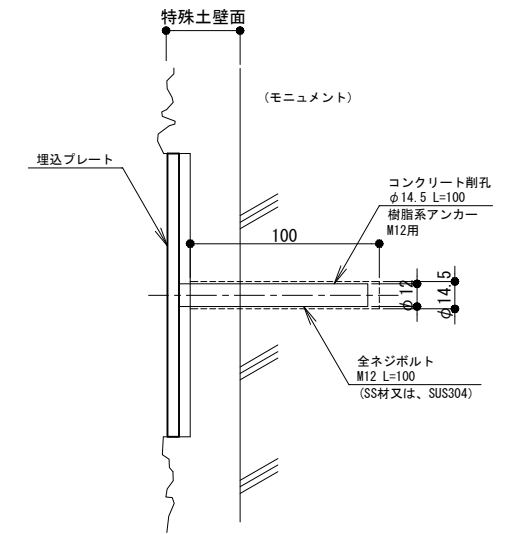 特殊土壁面
(モニュメント)
埋込プレート
コンクリート削孔
φ14.5 L=100
樹脂系アンカー
M12用
100
φ12
φ14.5
全ネジボルト
M12 L=100
(SS材又は、SUS304)